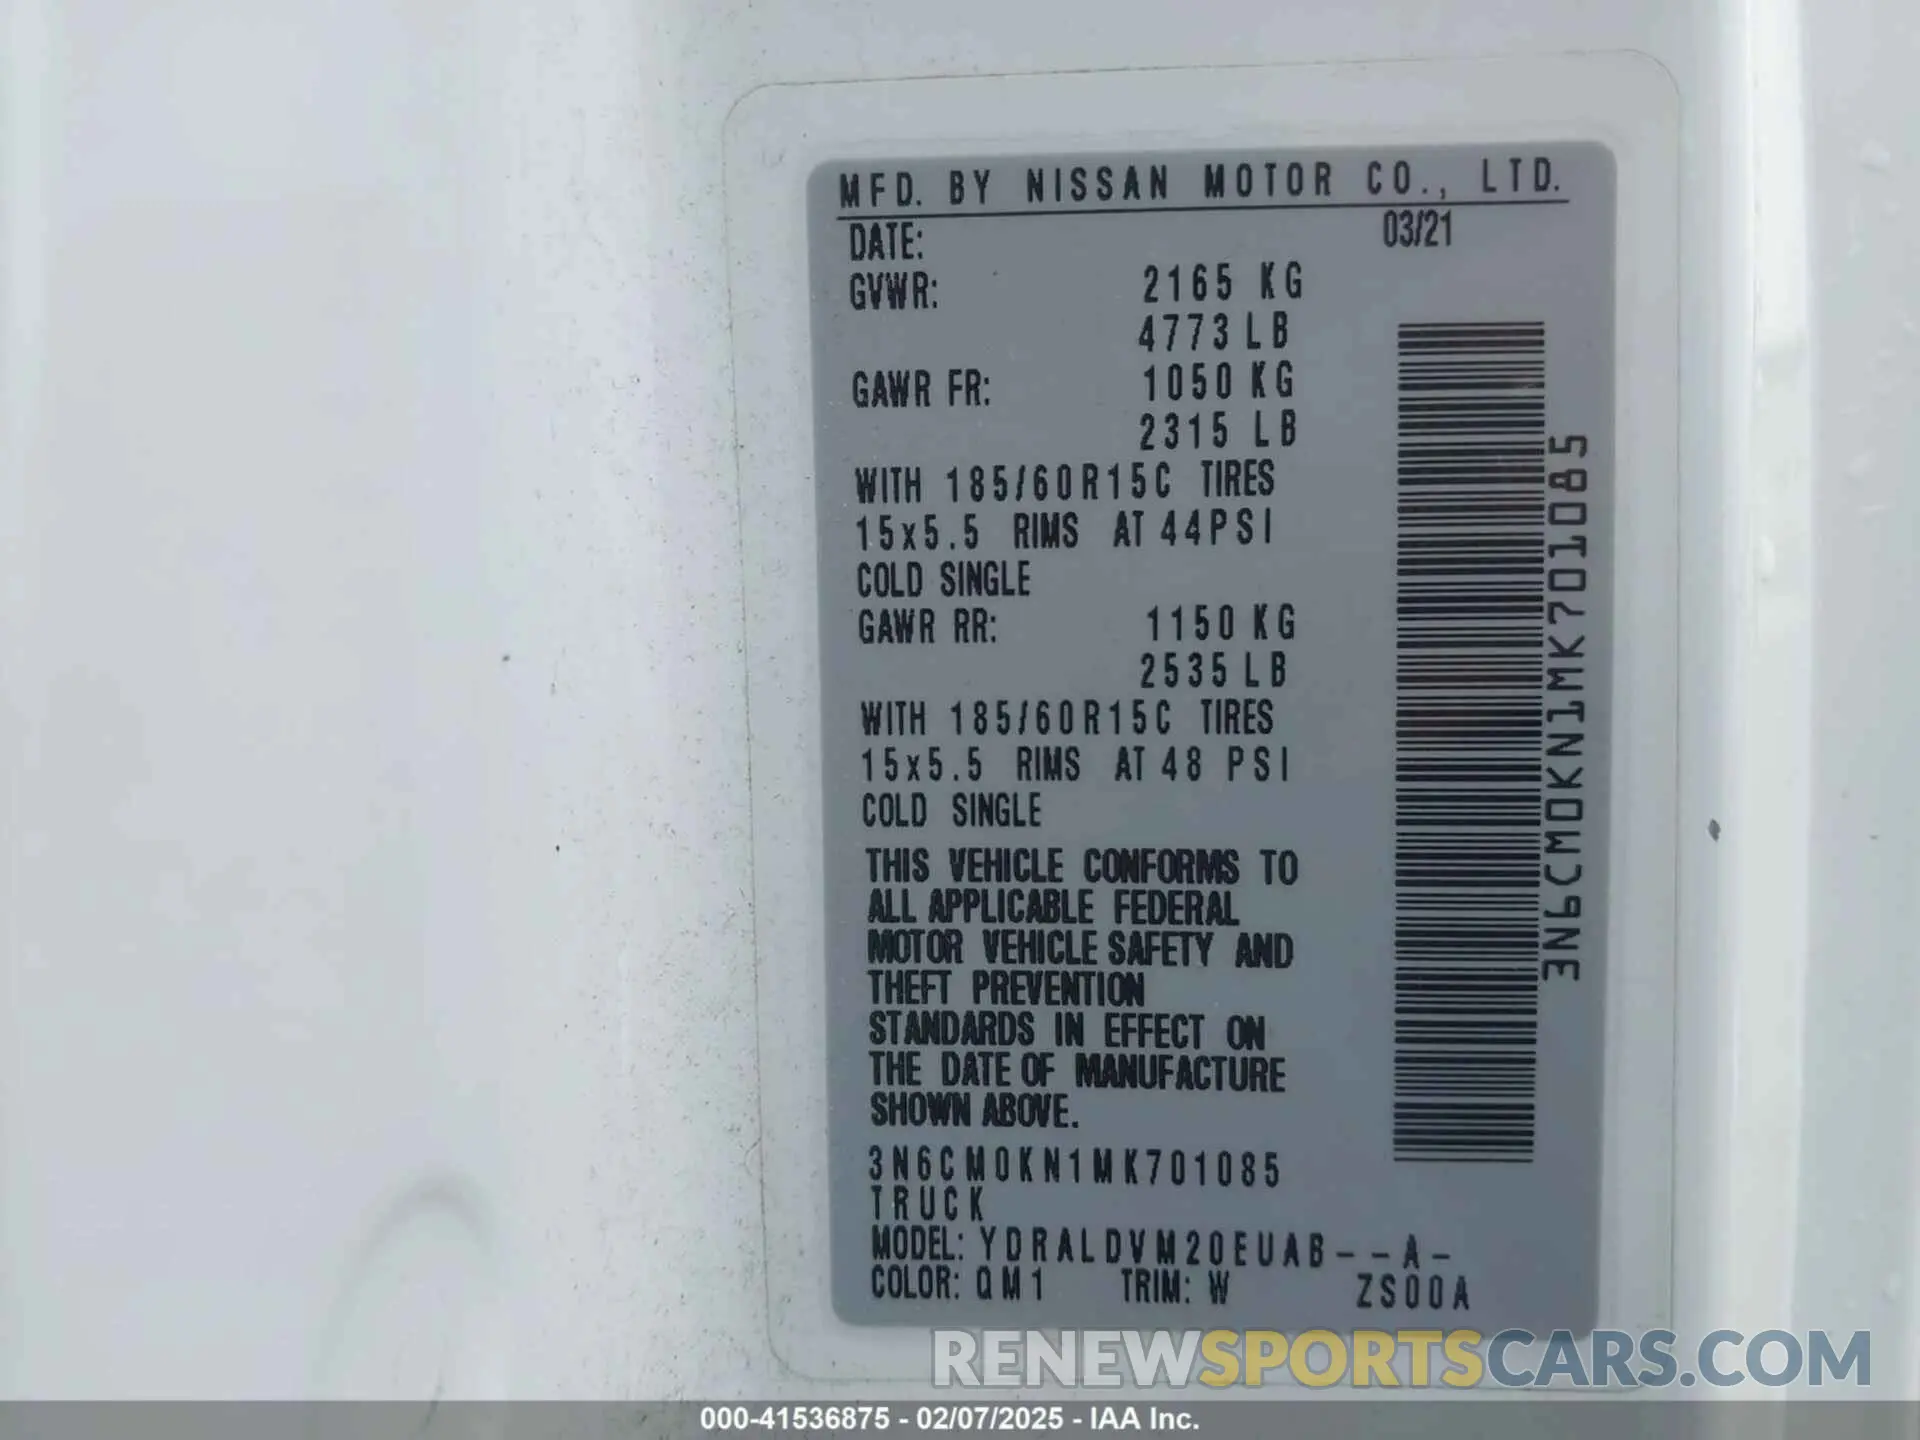 MFD. BY NISSAN MOTOR CO., LTD.
DATE: 03/21
GVWR: 2165 KG
4773 LB
GAWR FR: 1050 KG
2315 LB
WITH 185/60R15C TIRES
15x5.5 RIMS AT 44PSI
COLD SINGLE
GAWR RR: 1150 KG
2535 LB
WITH 185/60R15C TIRES
15x5.5 RIMS AT 48 PSI
COLD SINGLE
THIS VEHICLE CONFORMS TO
ALL APPLICABLE FEDERAL
MOTOR VEHICLE SAFETY AND
THEFT PREVENTION
STANDARDS IN EFFECT ON
THE DATE OF MANUFACTURE
SHOWN ABOVE.
3N6CM0KN1MK701085
TRUCK
MODEL: YDRALDVM20EUAB--A-
COLOR: QM1 TRIM: W ZS00A
3N6CM0KN1MK701085
RENEWSPORTSCARS.COM
000-41536875 - 02/07/2025 - IAA Inc.